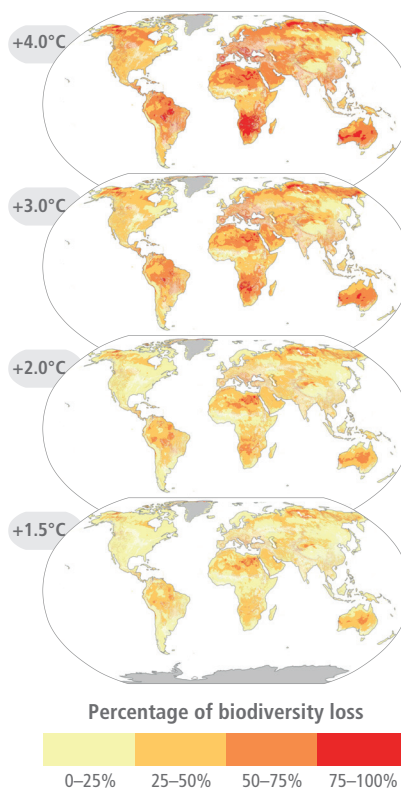 +4.0°C
+3.0°C
+2.0°C
+1.5°C
Percentage of biodiversity loss
0–25% 25–50% 50–75% 75–100%